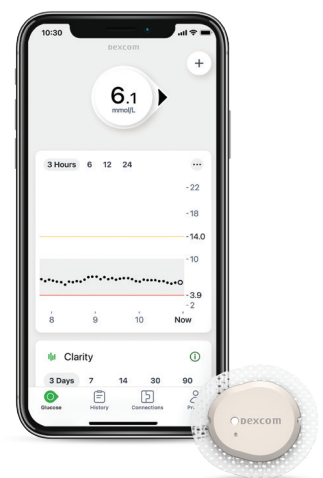 10:30
Dexcom
+
6.1
mmol/L
3 Hours 6 12 24 ...
22
18
14.0
10
3.9
2
8 9 10 Now
Clarity
3 Days 7 14 30 90
Glucose History Connections
Dexcom